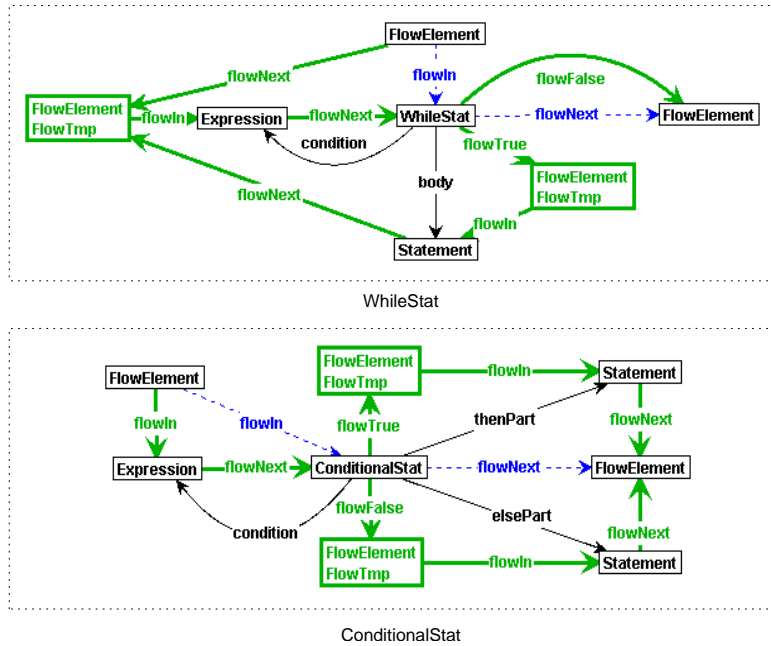 FlowElement
flowIn
flowNext
flowFalse
FlowElement
FlowTmp
flowIn
Expression
flowNext
WhileStat
flowNext
FlowElement
condition
flowTrue
body
FlowElement
FlowTmp
flowNext
flowIn
Statement
WhileStat
FlowElement
FlowElement
FlowTmp
flowIn
Statement
flowIn
flowIn
flowTrue
thenPart
flowNext
Expression
flowNext
ConditionalStat
flowNext
FlowElement
condition
flowFalse
elsePart
flowNext
FlowElement
FlowTmp
flowIn
Statement
ConditionalStat